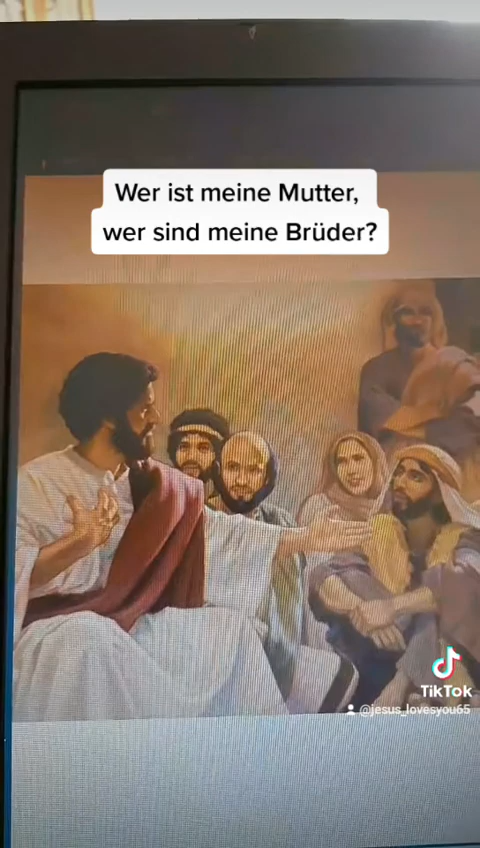 Wer ist meine Mutter,
wer sind meine Brüder?
TikTok
@jesus_lovesyou65